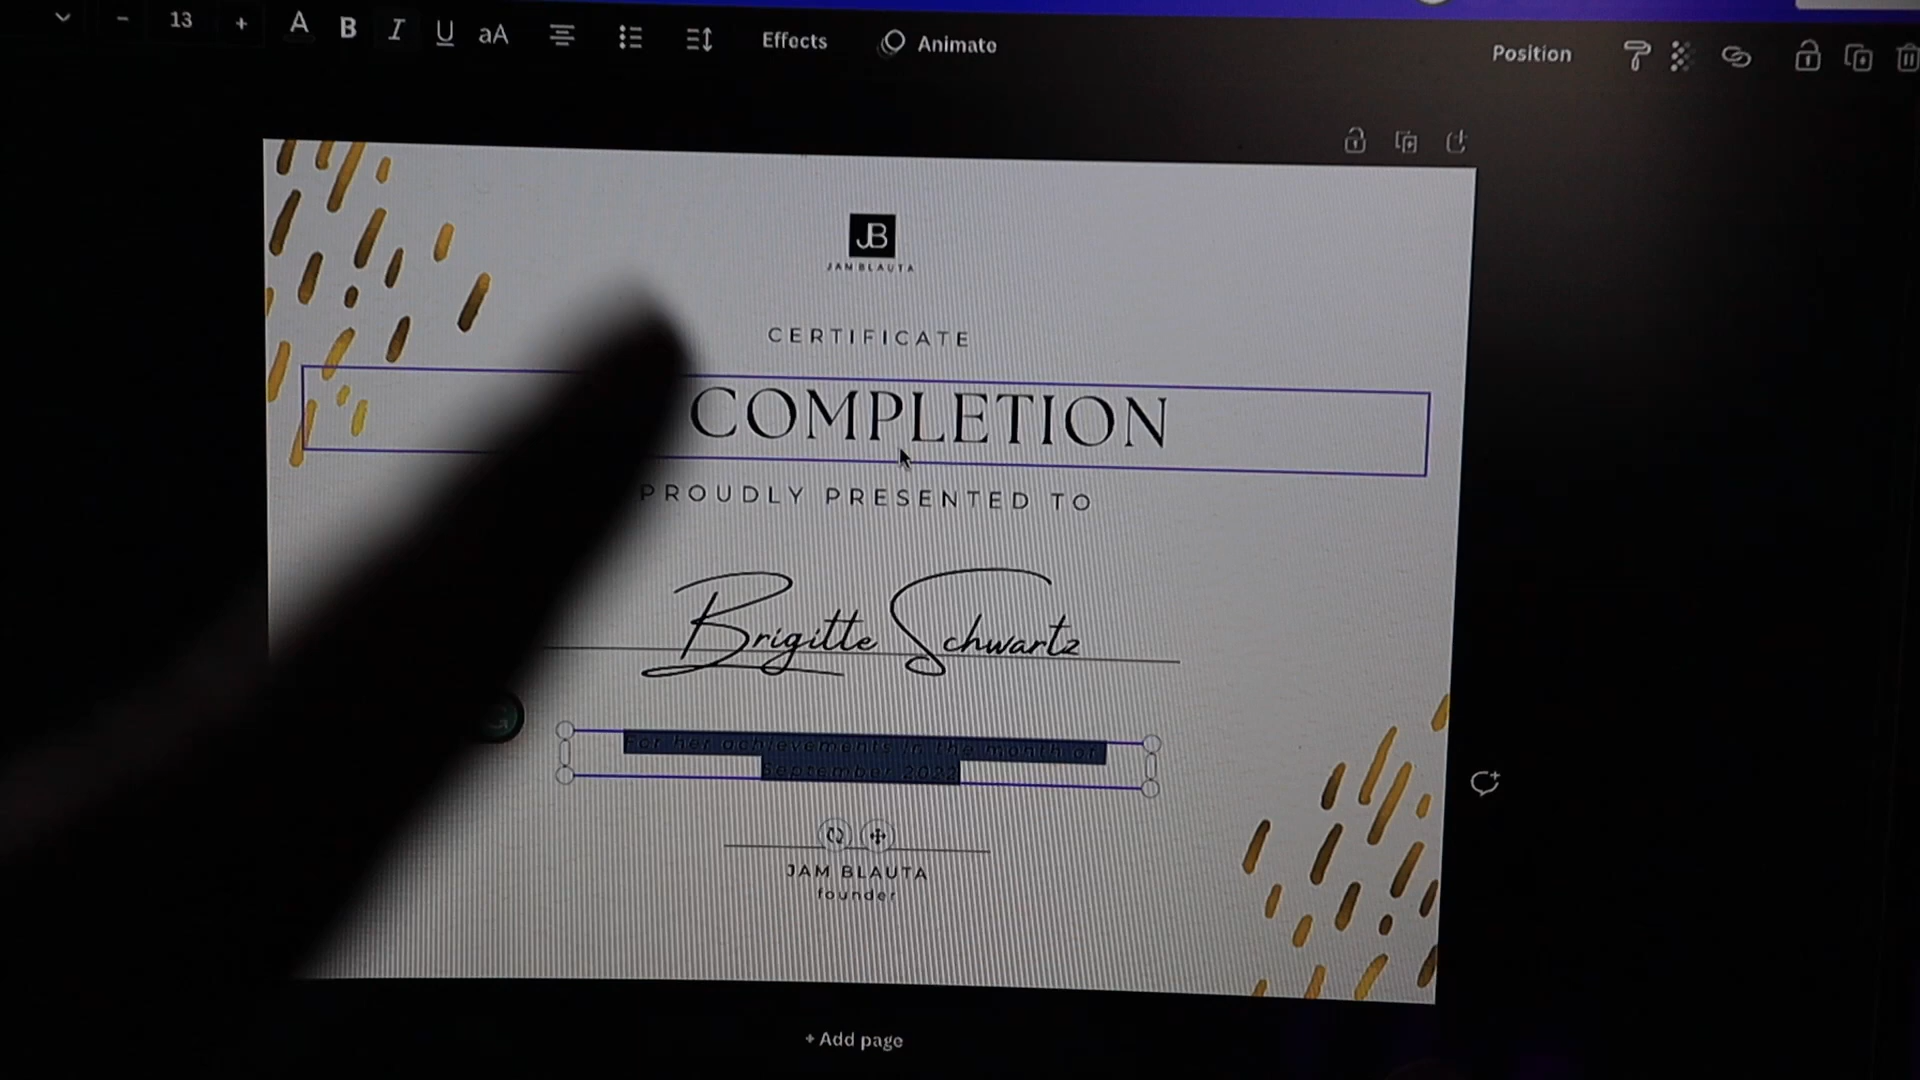 13 + A B I U aA Effects Animate Position
JB
JAM BLAUTA
CERTIFICATE
COMPLETION
PROUDLY PRESENTED TO
Brigitte Schwartz
For her achievements in the month of
September 2022
JAM BLAUTA
founder
+ Add page